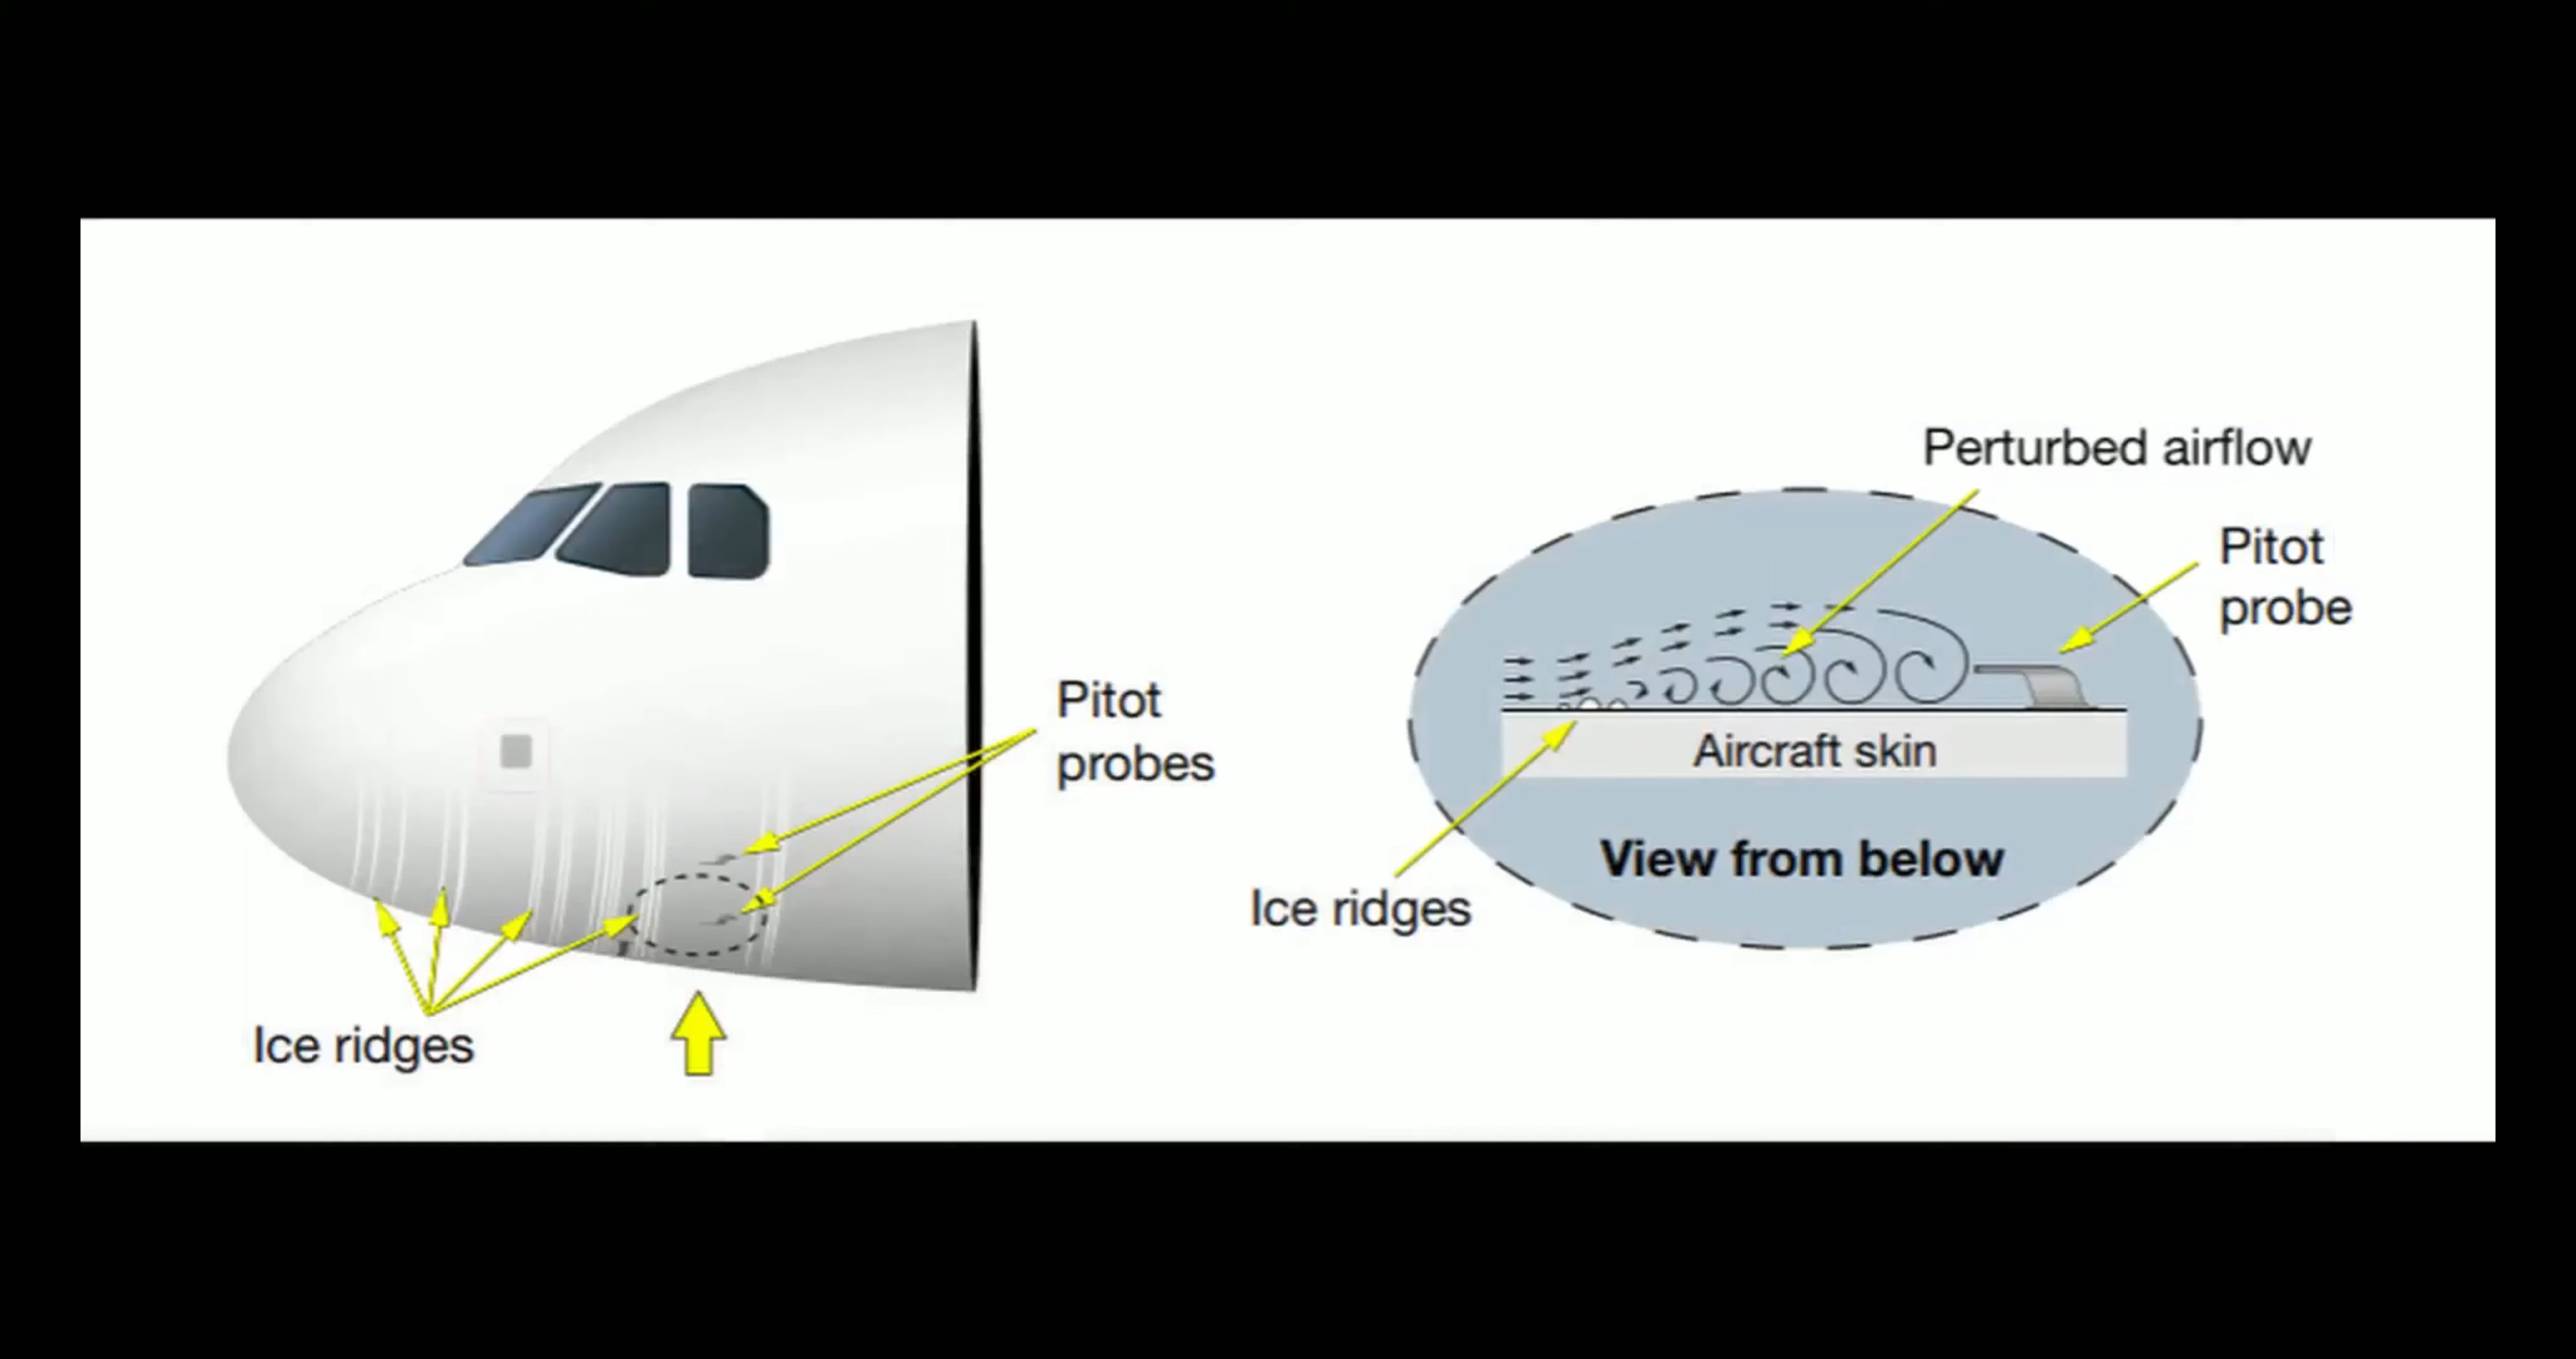 Pitot
probes
Ice ridges
Perturbed airflow
Pitot
probe
Aircraft skin
View from below
Ice ridges